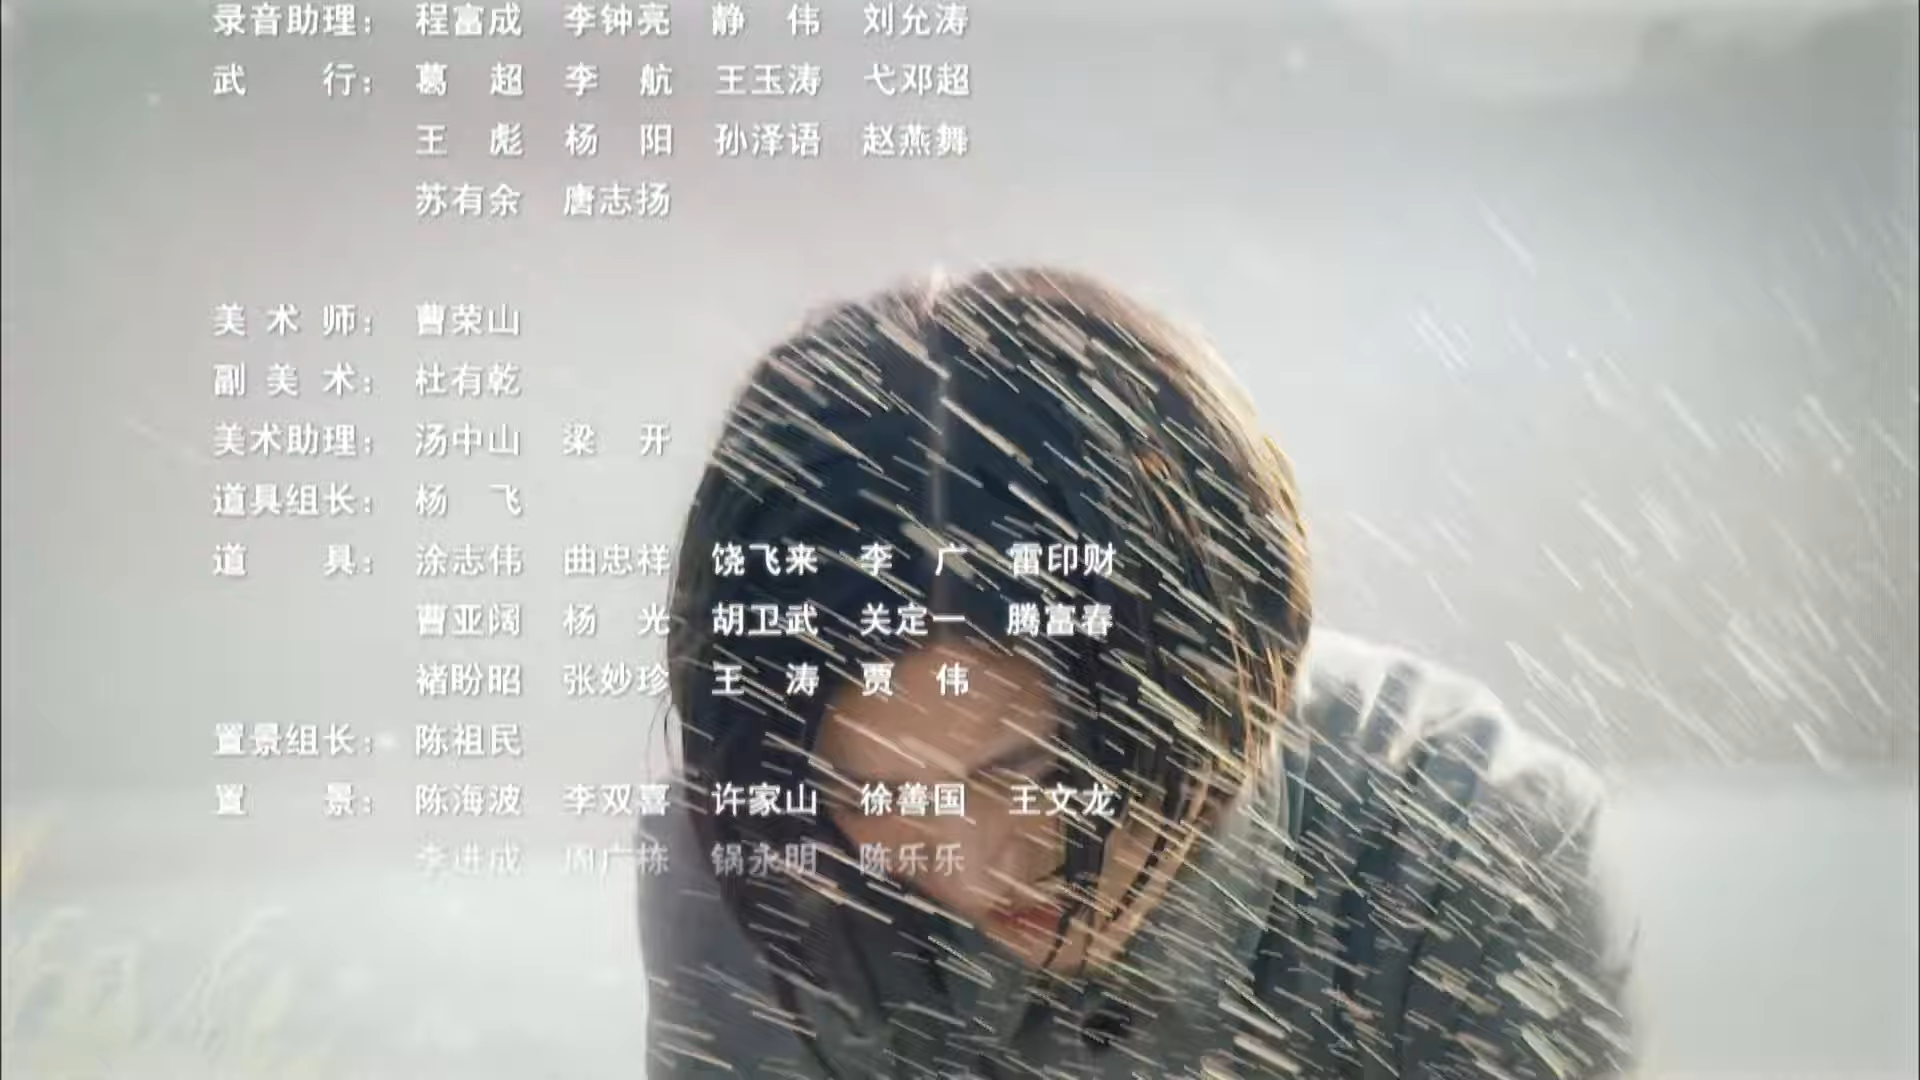 录音助理： 程富成 李钟亮 静 伟 刘允涛
武 行： 葛 超 李 航 王玉涛 弋邓超
王 彪 杨 阳 孙泽语 赵燕舞
苏有余 唐志扬
美 术 师： 曹荣山
副 美 术： 杜有乾
美术助理： 汤中山 梁 开
道具组长： 杨 飞
道 具： 涂志伟 曲忠祥 饶飞来 李 广 雷印财
曹亚阔 杨 光 胡卫武 关定一 腾富春
褚盼昭 张妙珍 王 涛 贾 伟
置景组长： 陈祖民
置 景： 陈海波 李双喜 许家山 徐善国 王文龙
李进成 周广栋 锅永明 陈乐乐